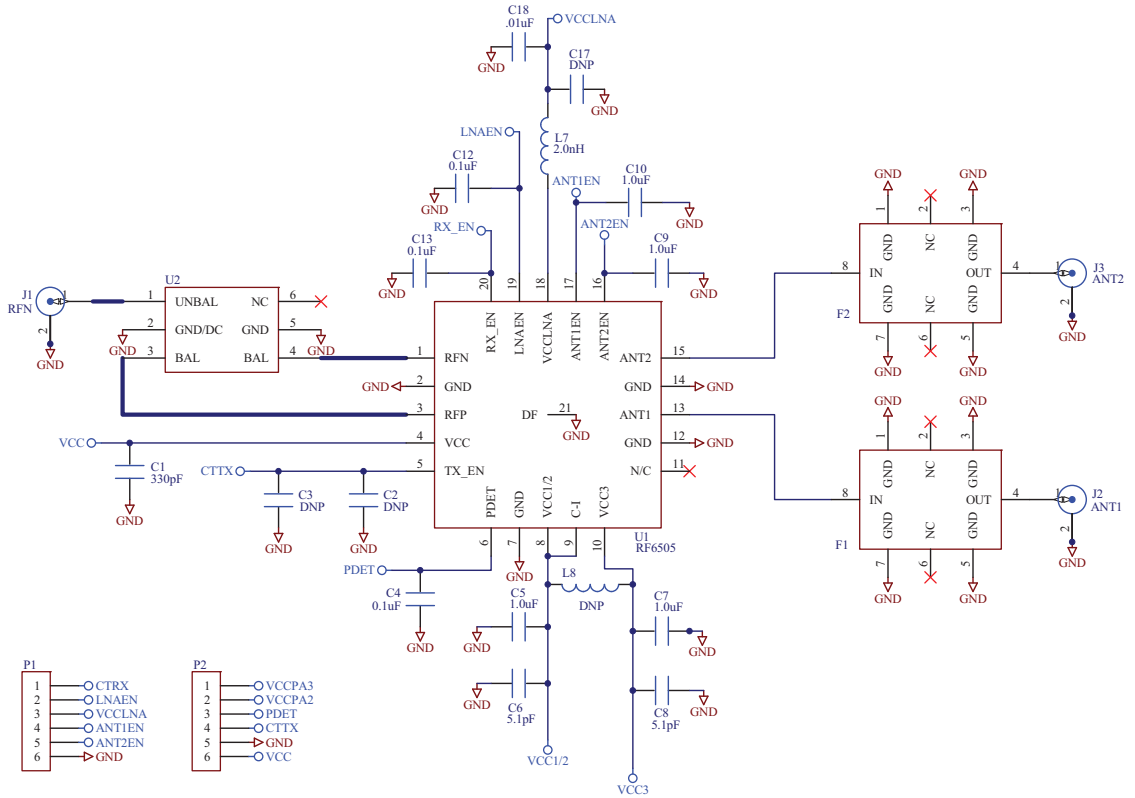 C18
.01uF
VCCLNA
GND
C17
DNP
GND
LNAEN
L7
2.0nH
C12
0.1uF
GND
C10
1.0uF
ANT1EN
GND
RX_EN
C13
0.1uF
GND
ANT2EN
C9
1.0uF
GND
20
19
18
17
16
J1
RFN
1
2
GND
U2
1
UNBAL
NC
6
2
GND/DC
GND
5
GND
GND
3
BAL
BAL
4
RX_EN
LNAEN
VCCLNA
ANT1EN
ANT2EN
1
RFN
ANT2
15
GND
2
GND
GND
14
GND
3
RFP
DF
21
GND
ANT1
13
VCC
4
VCC
GND
12
GND
CTTX
5
TX_EN
N/C
11
PDET
GND
VCC1/2
C-I
VCC3
6
7
8
9
10
U1
RF6505
C1
330pF
GND
C3
DNP
GND
C2
DNP
GND
PDET
GND
C4
0.1uF
GND
L8
DNP
C5
1.0uF
GND
C7
1.0uF
GND
GND
C6
5.1pF
C8
5.1pF
GND
VCC1/2
VCC3
GND
GND
1
2
3
GND
NC
GND
8
IN
OUT
4
GND
NC
GND
F2
7
6
5
GND
GND
1
2
J3
ANT2
GND
GND
GND
1
2
3
GND
NC
GND
8
IN
OUT
4
GND
NC
GND
F1
7
6
5
GND
GND
1
2
J2
ANT1
GND
P1
1
CTRX
2
LNAEN
3
VCCLNA
4
ANT1EN
5
ANT2EN
6
GND
P2
1
VCCPA3
2
VCCPA2
3
PDET
4
CTTX
5
GND
6
VCC